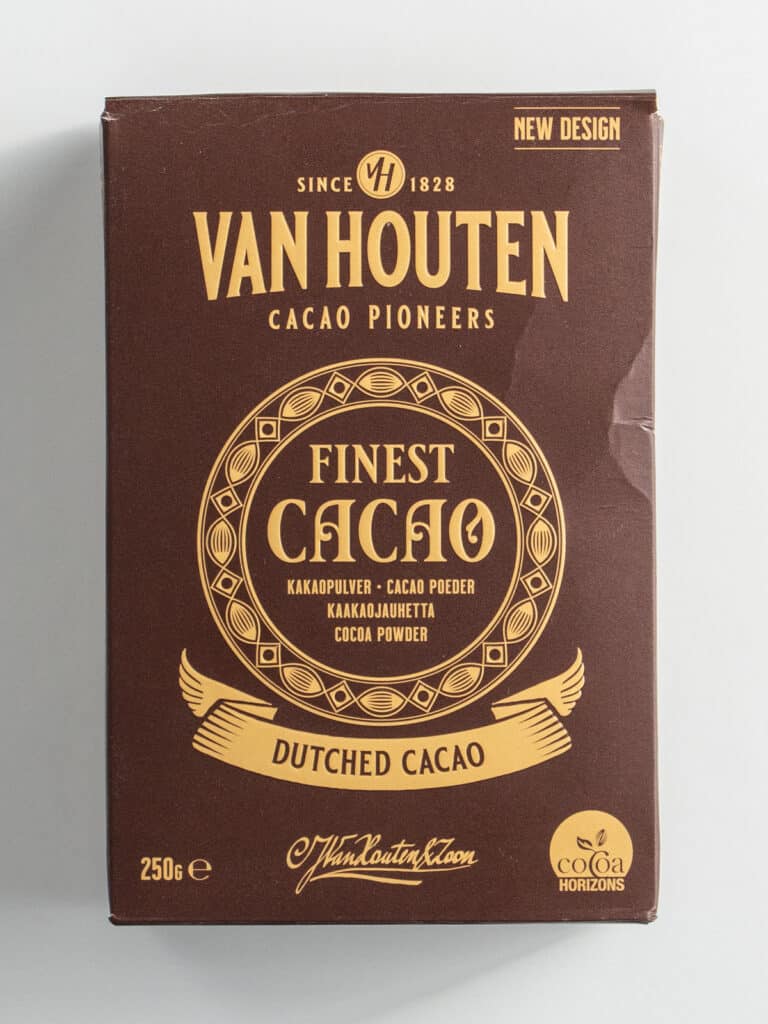 NEW DESIGN
SINCE VH 1828
VAN HOUTEN
CACAO PIONEERS
FINEST
CACAO
KAKAOPULVER · CACAO POEDER
KAAKAOJAUHETTA
COCOA POWDER
DUTCHED CACAO
250G ℮
CJVanHouten&Zoon
cocoa
HORIZONS